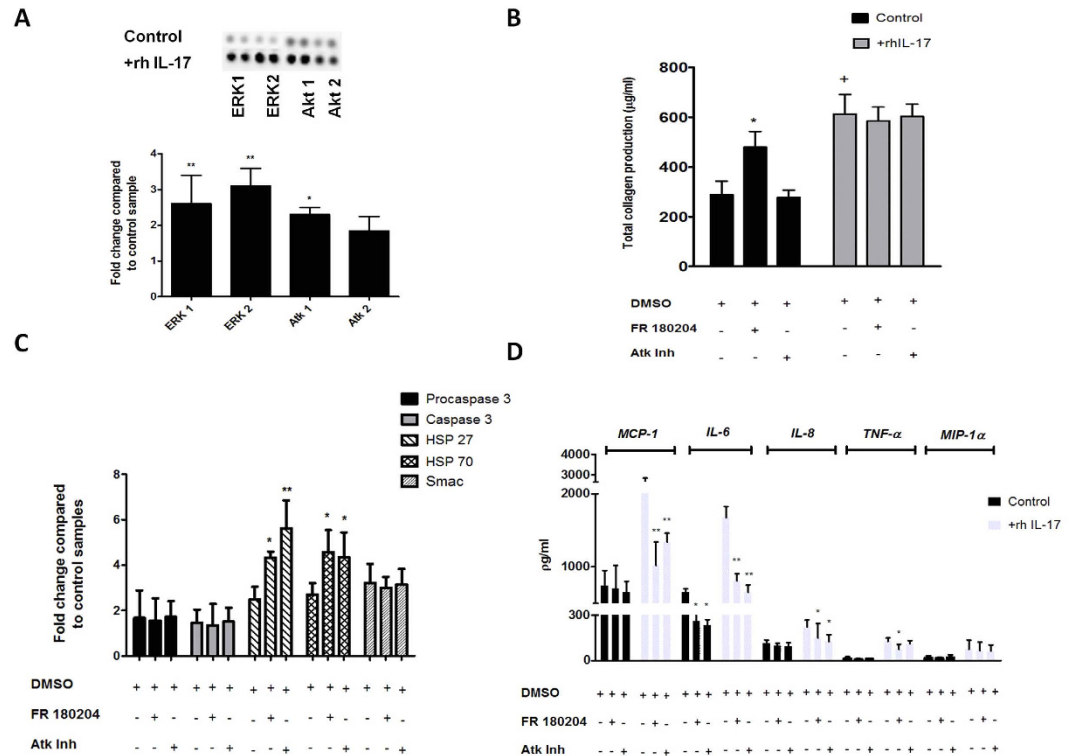 A
Control
+rh IL-17
ERK1
ERK2
Akt 1
Akt 2
Fold change compared
to control sample
4
3
2
1
0
**
**
*
ERK 1
ERK 2
Atk 1
Atk 2
B
Control
+rhIL-17
Total collagen production (µg/ml)
800
600
400
200
0
*
+
DMSO + + + + + +
FR 180204 - + - - + -
Atk Inh - - + - - +
C
Procaspase 3
Caspase 3
HSP 27
HSP 70
Smac
Fold change compared
to control samples
8
6
4
2
0
* ** * *
DMSO + + + + + + + + + + + + + + +
FR 180204 - + - - + - - + - - + - - + -
Atk Inh - - + - - + - - + - - + - - +
D
MCP-1 IL-6 IL-8 TNF-α MIP-1α
Control
+rh IL-17
ρg/ml
4000
3000
2000
1000
300
0
** ** * * ** ** * * *
DMSO + + + + + + + + + + + + + + + + + + + + + + + + + + + + + +
FR 180204 - + - - + - - + - - + - - + - - + - - + - - + - - + - - + -
Atk Inh - - + - - + - - + - - + - - + - - + - - + - - + - - + - - +